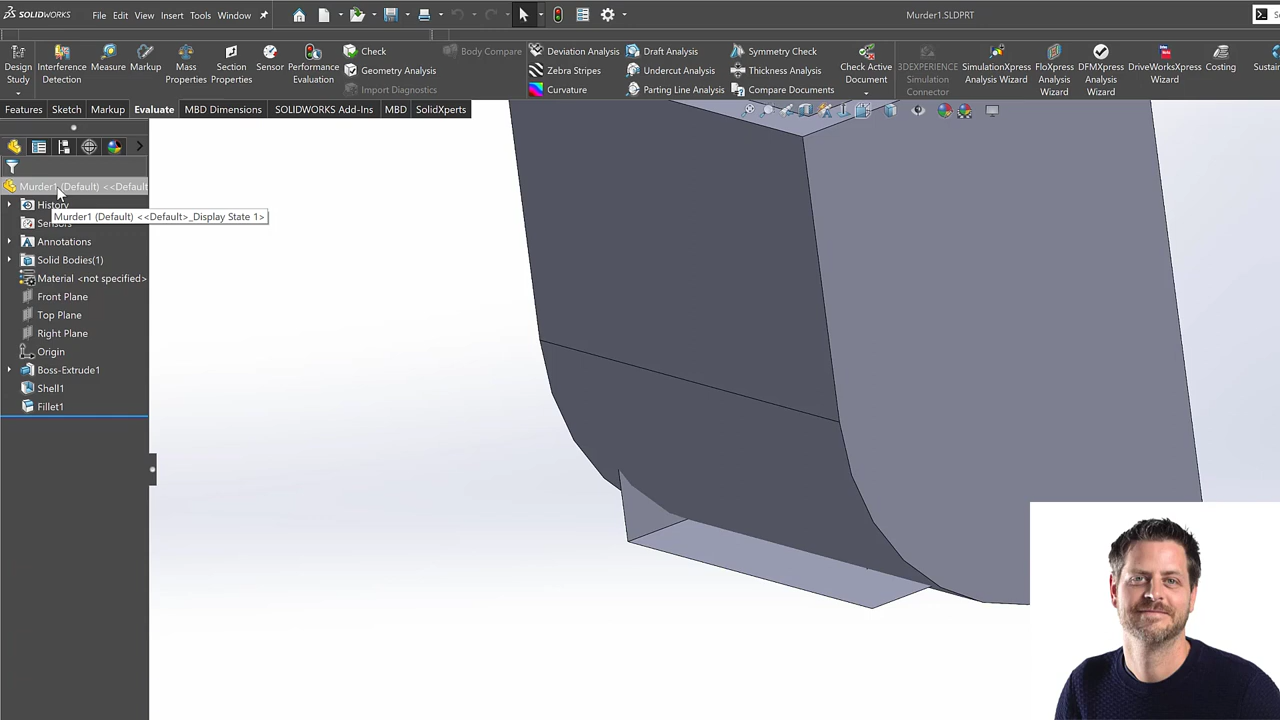 SOLIDWORKS File Edit View Insert Tools Window Murder1.SLDPRT Se
Design Study
Interference Detection
Measure
Markup
Mass Properties
Section Properties
Sensor
Performance Evaluation
Check
Geometry Analysis
Import Diagnostics
Body Compare
Deviation Analysis
Zebra Stripes
Curvature
Draft Analysis
Undercut Analysis
Parting Line Analysis
Symmetry Check
Thickness Analysis
Compare Documents
Check Active Document
3DEXPERIENCE Simulation Connector
SimulationXpress Analysis Wizard
FloXpress Analysis Wizard
DFMXpress Analysis Wizard
DriveWorksXpress Wizard
Costing
Sustain
Features Sketch Markup Evaluate MBD Dimensions SOLIDWORKS Add-Ins MBD SolidXperts
Murder1 (Default) <<Default
History
Murder1 (Default) <<Default>_Display State 1>
Sensors
Annotations
Solid Bodies(1)
Material <not specified>
Front Plane
Top Plane
Right Plane
Origin
Boss-Extrude1
Shell1
Fillet1